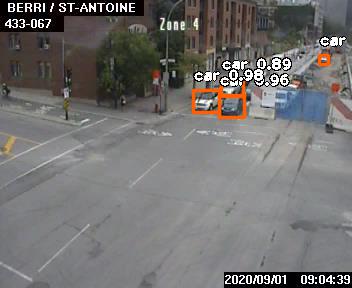 BERRI / ST-ANTOINE
433-067
Zone 4
car
car 0.89
car 0.98
0.96
2020/09/01 09:04:39